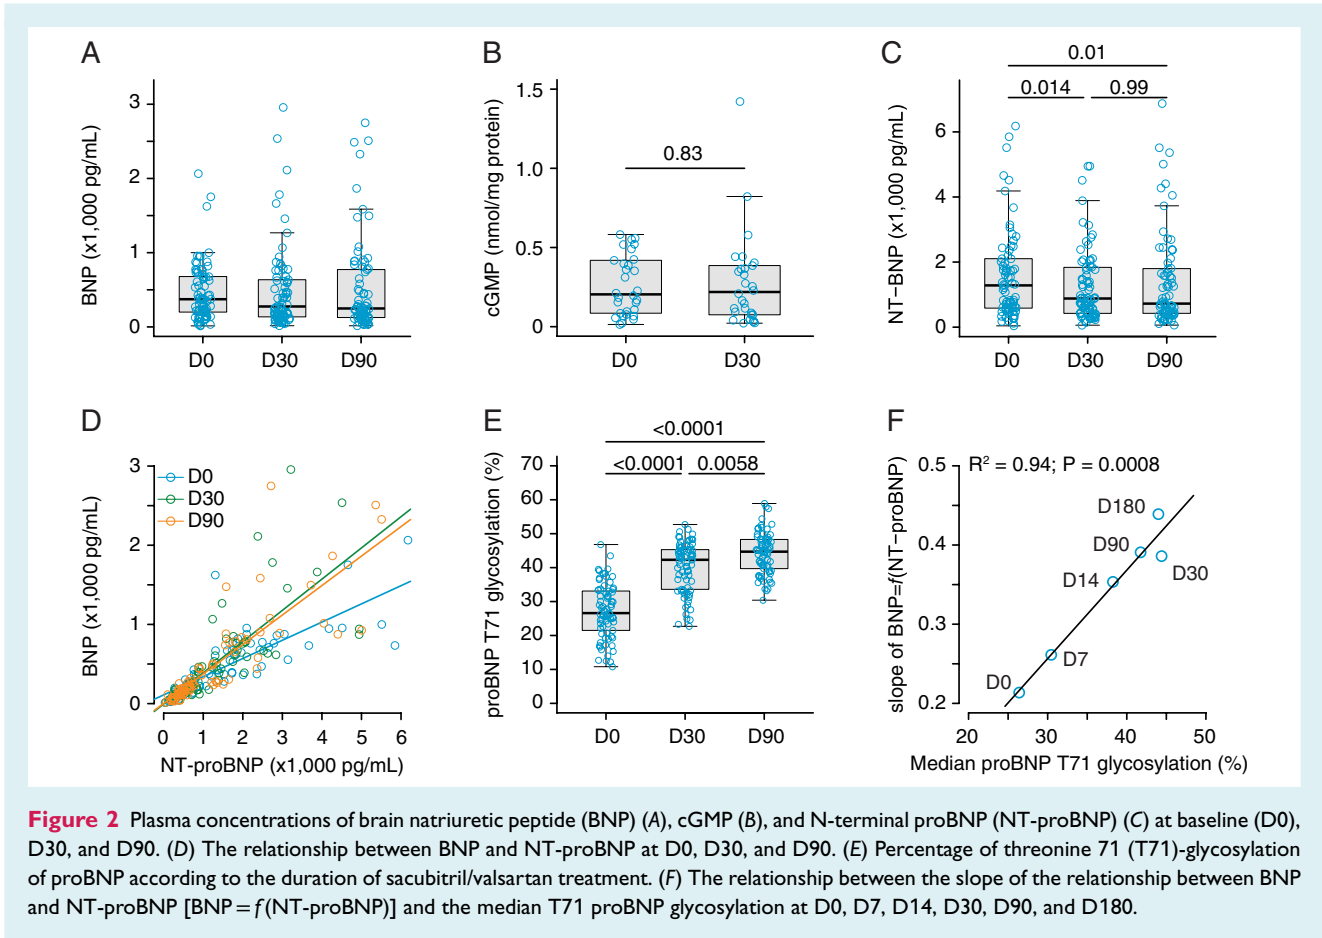 A
BNP (x1,000 pg/mL)
3
2
1
0
D0 D30 D90
B
cGMP (nmol/mg protein)
1.5
1.0
0.5
0
0.83
D0 D30
C
NT−BNP (x1,000 pg/mL)
0.01
0.014 0.99
6
4
2
0
D0 D30 D90
D
BNP (x1,000 pg/mL)
3
2
1
0
D0
D30
D90
0 1 2 3 4 5 6
NT-proBNP (x1,000 pg/mL)
E
proBNP T71 glycosylation (%)
<0.0001
<0.0001 0.0058
70
60
50
40
30
20
10
0
D0 D30 D90
F
slope of BNP=f(NT−proBNP)
R² = 0.94; P = 0.0008
0.5
0.4
0.3
0.2
D180
D90
D30
D14
D7
D0
20 30 40 50
Median proBNP T71 glycosylation (%)
Figure 2 Plasma concentrations of brain natriuretic peptide (BNP) (A), cGMP (B), and N-terminal proBNP (NT-proBNP) (C) at baseline (D0),
D30, and D90. (D) The relationship between BNP and NT-proBNP at D0, D30, and D90. (E) Percentage of threonine 71 (T71)-glycosylation
of proBNP according to the duration of sacubitril/valsartan treatment. (F) The relationship between the slope of the relationship between BNP
and NT-proBNP [BNP = f (NT-proBNP)] and the median T71 proBNP glycosylation at D0, D7, D14, D30, D90, and D180.